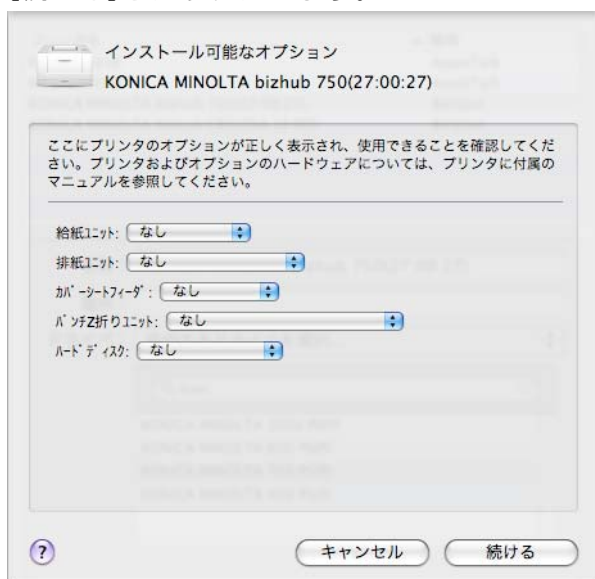 インストール可能なオプション
KONICA MINOLTA bizhub 750(27:00:27)
ここにプリンタのオプションが正しく表示され、使用できることを確認してくだ
さい。プリンタおよびオプションのハードウェアについては、プリンタに付属の
マニュアルを参照してください。
給紙ﾕﾆｯﾄ: なし
排紙ﾕﾆｯﾄ: なし
ｶﾊﾞｰｼｰﾄﾌｨｰﾀﾞ: なし
ﾊﾟﾝﾁZ折りﾕﾆｯﾄ: なし
ﾊｰﾄﾞﾃﾞｨｽｸ: なし
? キャンセル 続ける